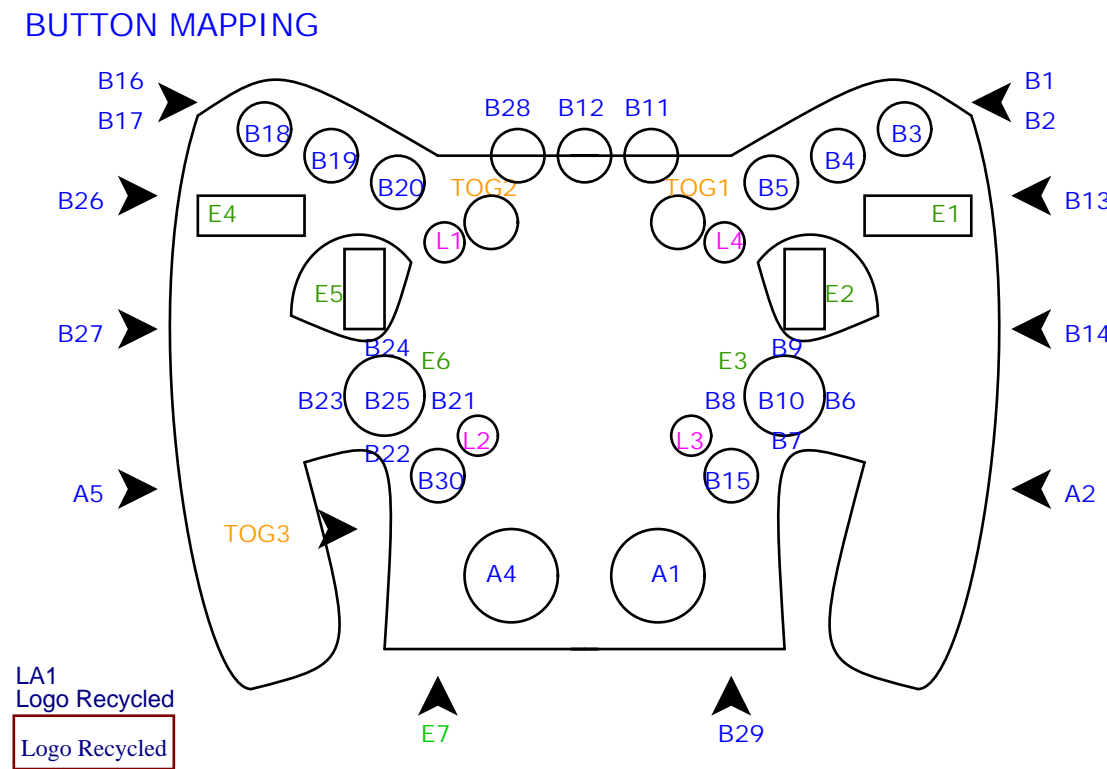 BUTTON MAPPING
B16
B1
B17
B2
B28
B12
B11
B18
B3
B19
B4
B20
TOG2
TOG1
B5
B26
B13
E4
E1
L1
L4
E5
E2
B27
B14
B24
B9
E6
E3
B23
B25
B21
B8
B10
B6
L2
L3
B22
B7
B30
B15
A5
A2
TOG3
A4
A1
LA1
Logo Recycled
Logo Recycled
E7
B29